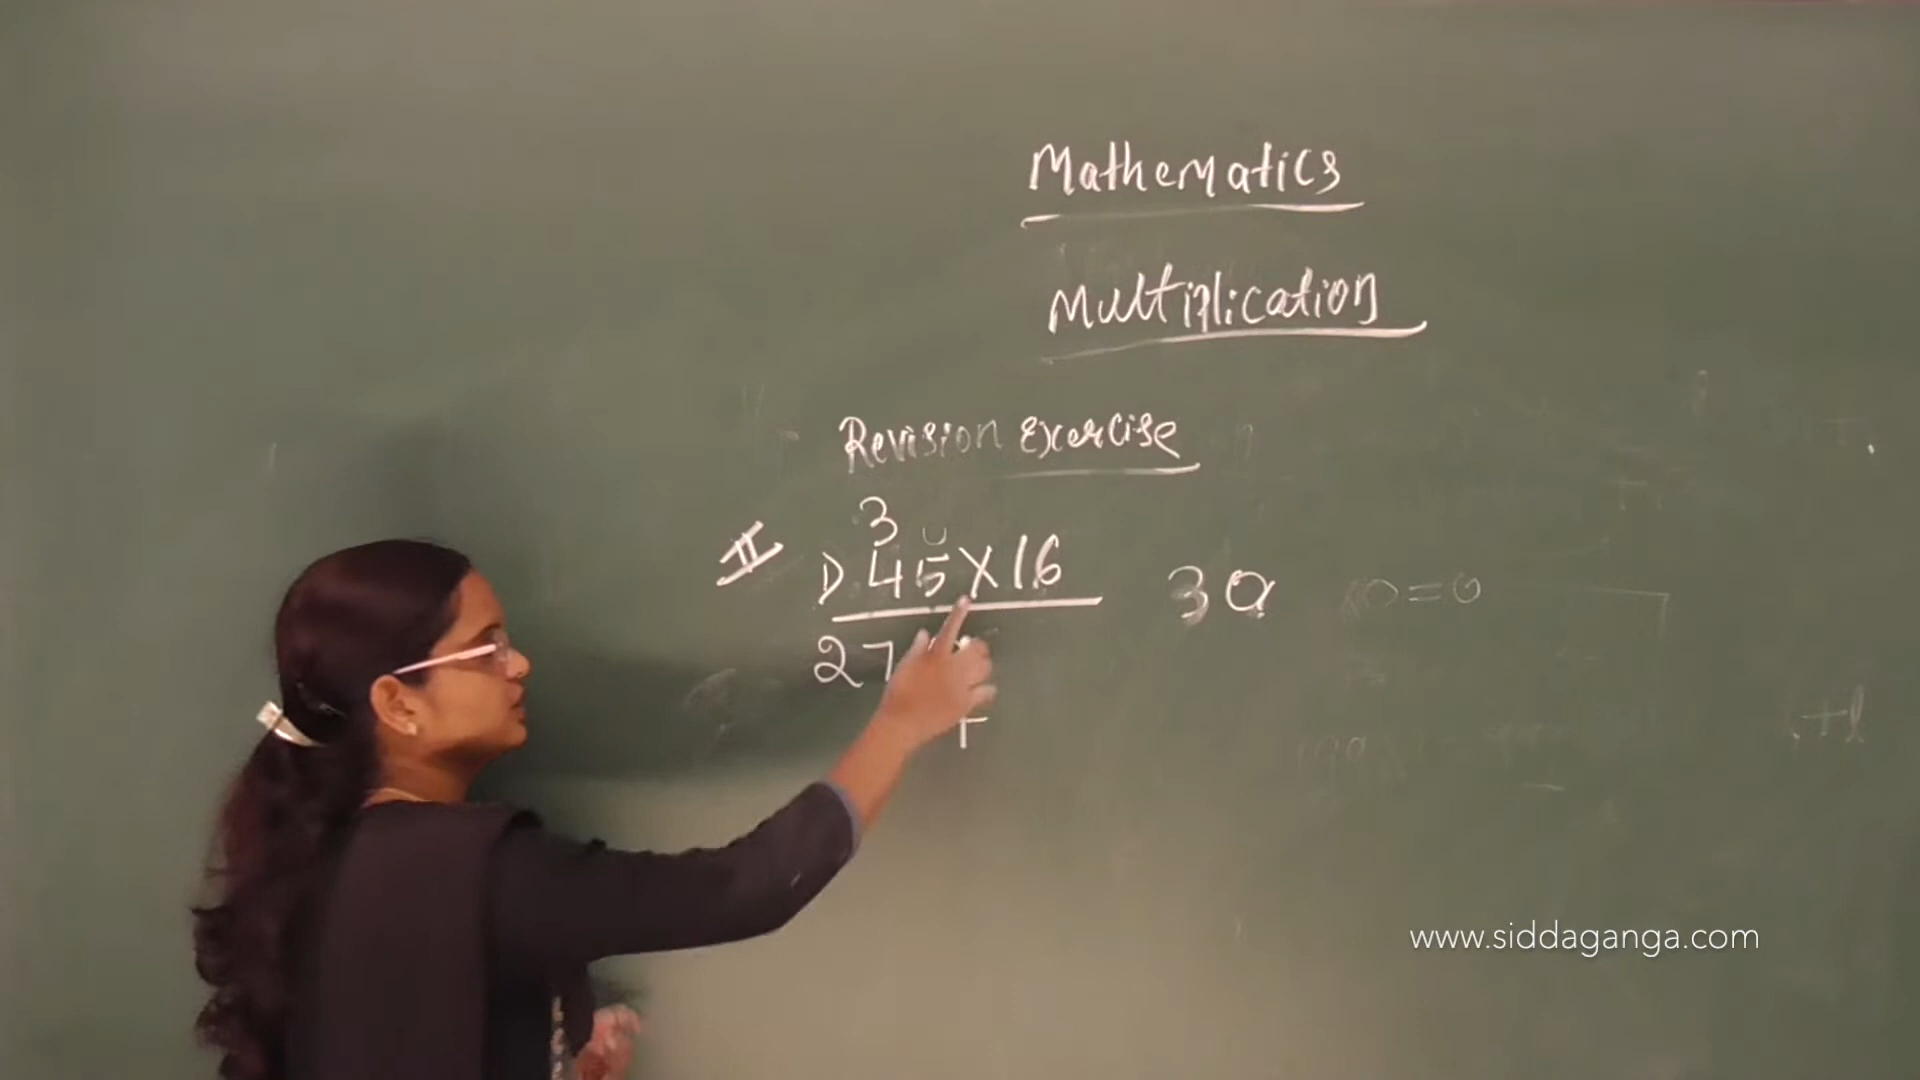 Mathematics
Multiplication
Revision Exercise
3
II 1) 45×16 30
27
+
www.siddaganga.com